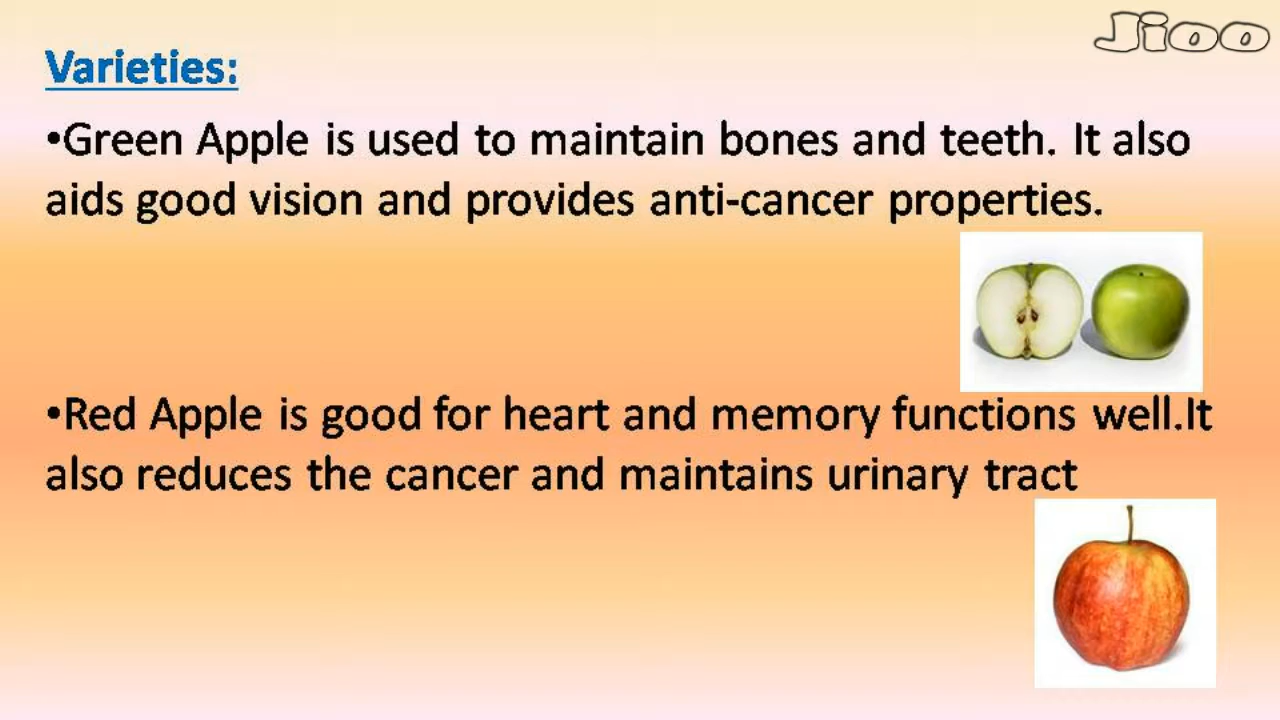 Jioo
Varieties:
•Green Apple is used to maintain bones and teeth. It also
aids good vision and provides anti-cancer properties.
•Red Apple is good for heart and memory functions well.It
also reduces the cancer and maintains urinary tract